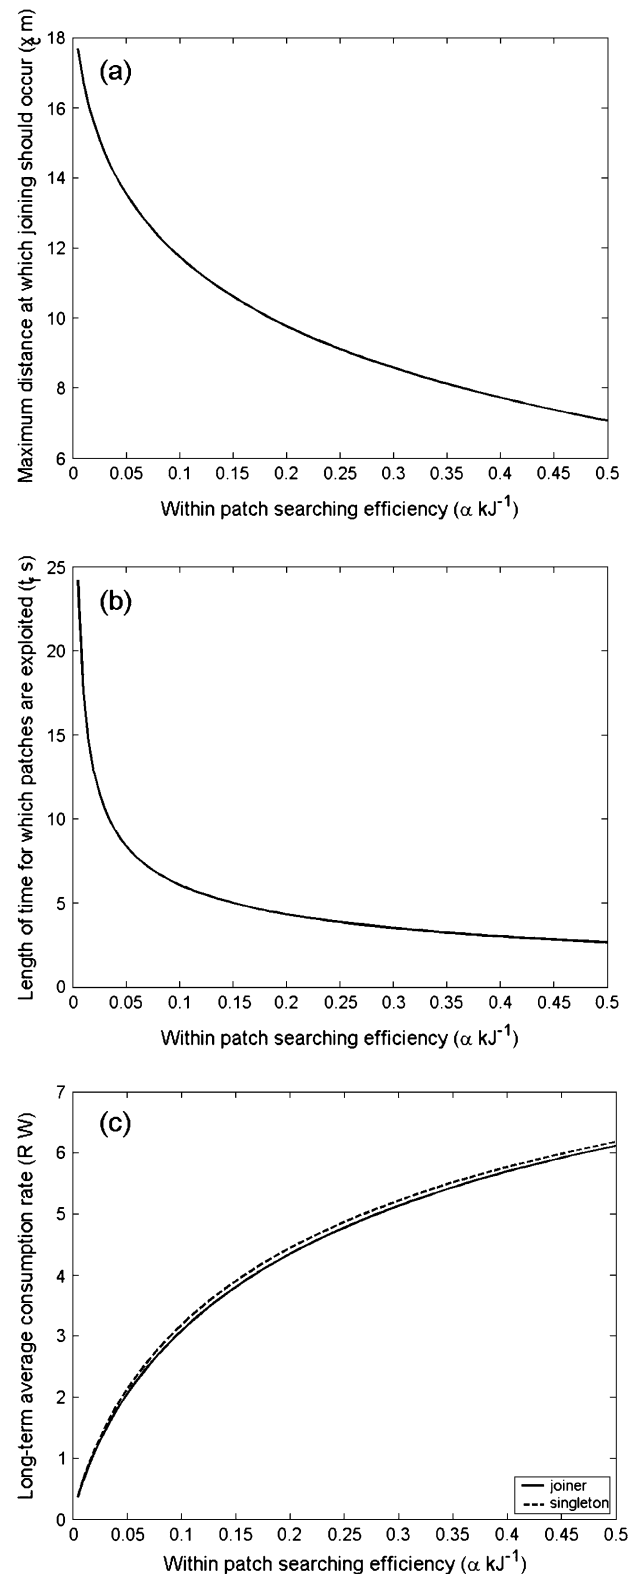 (a)
Maximum distance at which joining should occur (χc m)
18
16
14
12
10
8
6
0 0.05 0.1 0.15 0.2 0.25 0.3 0.35 0.4 0.45 0.5
Within patch searching efficiency (α kJ⁻¹)
(b)
Length of time for which patches are exploited (tf s)
25
20
15
10
5
0
0 0.05 0.1 0.15 0.2 0.25 0.3 0.35 0.4 0.45 0.5
Within patch searching efficiency (α kJ⁻¹)
(c)
Long-term average consumption rate (R W)
7
6
5
4
3
2
1
0
joiner
singleton
0 0.05 0.1 0.15 0.2 0.25 0.3 0.35 0.4 0.45 0.5
Within patch searching efficiency (α kJ⁻¹)